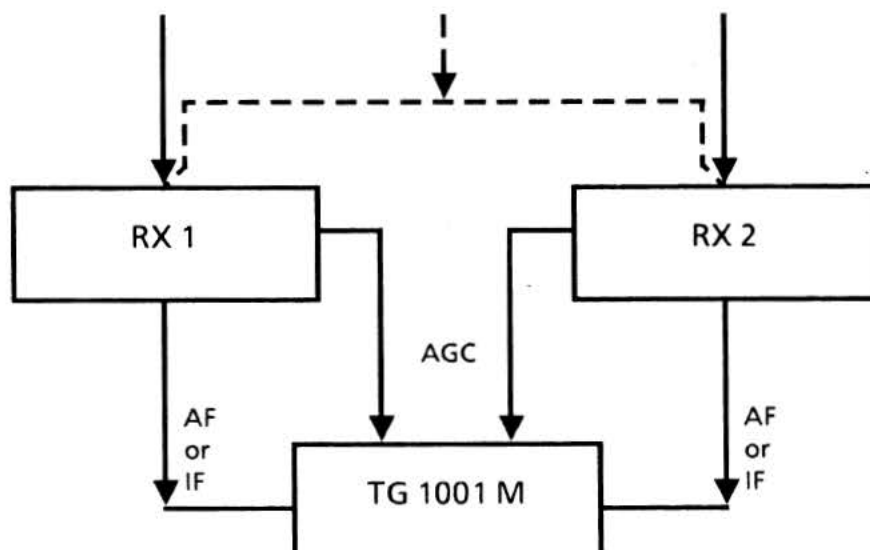 RX 1
RX 2
AGC
AF
or
IF
AF
or
IF
TG 1001 M